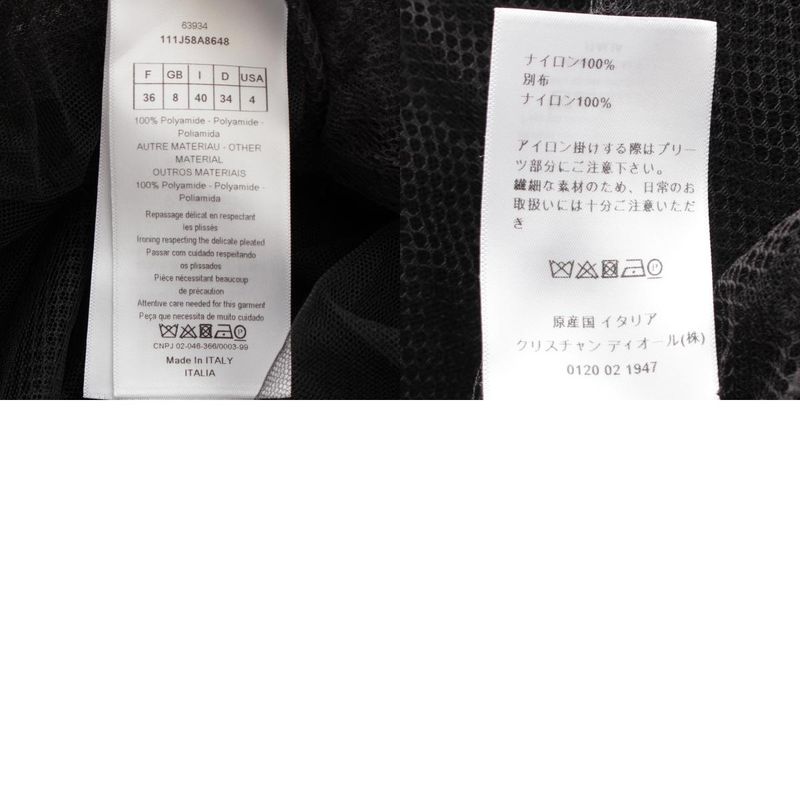 63934
111J58A8648
F GB I D USA
36 8 40 34 4
100% Polyamide - Polyamide -
Poliamida
AUTRE MATERIAU - OTHER
MATERIAL
OUTROS MATERIAIS
100% Polyamide - Polyamide -
Poliamida
Repassage délicat en respectant
les plissés
Ironing respecting the delicate pleated
Passar com cuidado respeitando
os plissados
Pièce nécessitant beaucoup
de précaution
Attentive care needed for this garment
Peça que necessita de muito cuidado
P
CNPJ 02-046-366/0003-99
Made in ITALY
ITALIA
ナイロン100%
別布
ナイロン100%
アイロン掛けする際はプリー
ツ部分にご注意下さい。
繊細な素材のため、日常のお
取扱いには十分ご注意いただ
き
P
原産国 イタリア
クリスチャン ディオール(株)
0120 02 1947